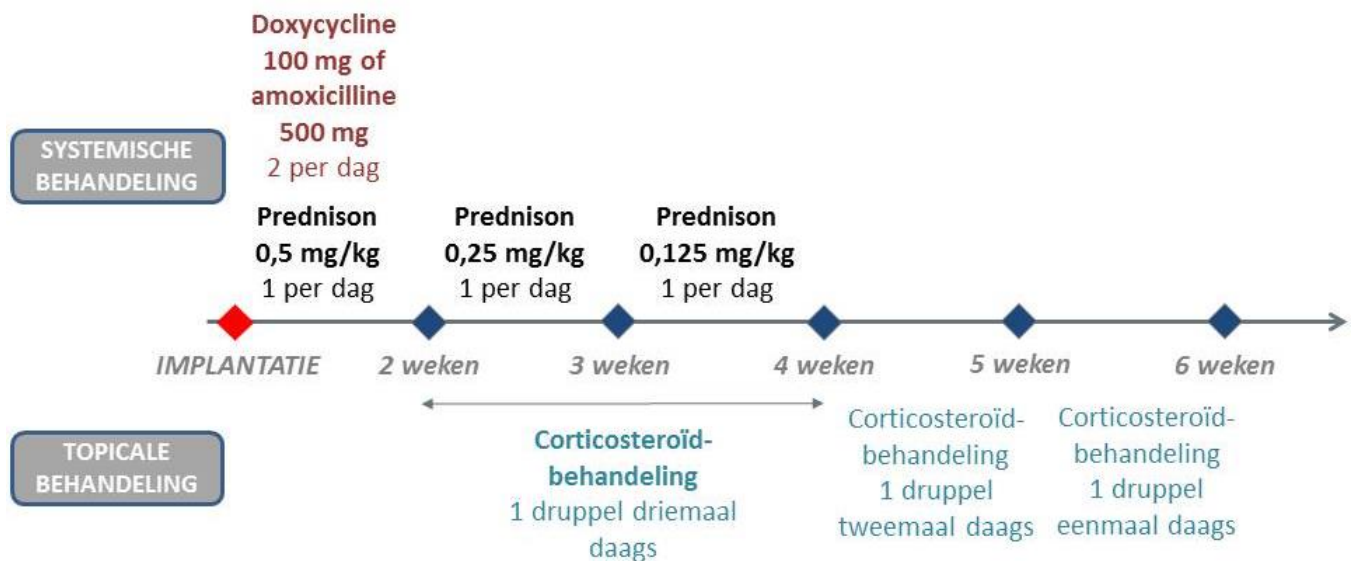 Doxycycline
100 mg of
amoxicilline
500 mg
2 per dag
SYSTEMISCHE
BEHANDELING
Prednison
0,5 mg/kg
1 per dag
Prednison
0,25 mg/kg
1 per dag
Prednison
0,125 mg/kg
1 per dag
IMPLANTATIE
2 weken
3 weken
4 weken
5 weken
6 weken
TOPICALE
BEHANDELING
Corticosteroïd-
behandeling
1 druppel driemaal
daags
Corticosteroïd-
behandeling
1 druppel
tweemaal daags
Corticosteroïd-
behandeling
1 druppel
eenmaal daags